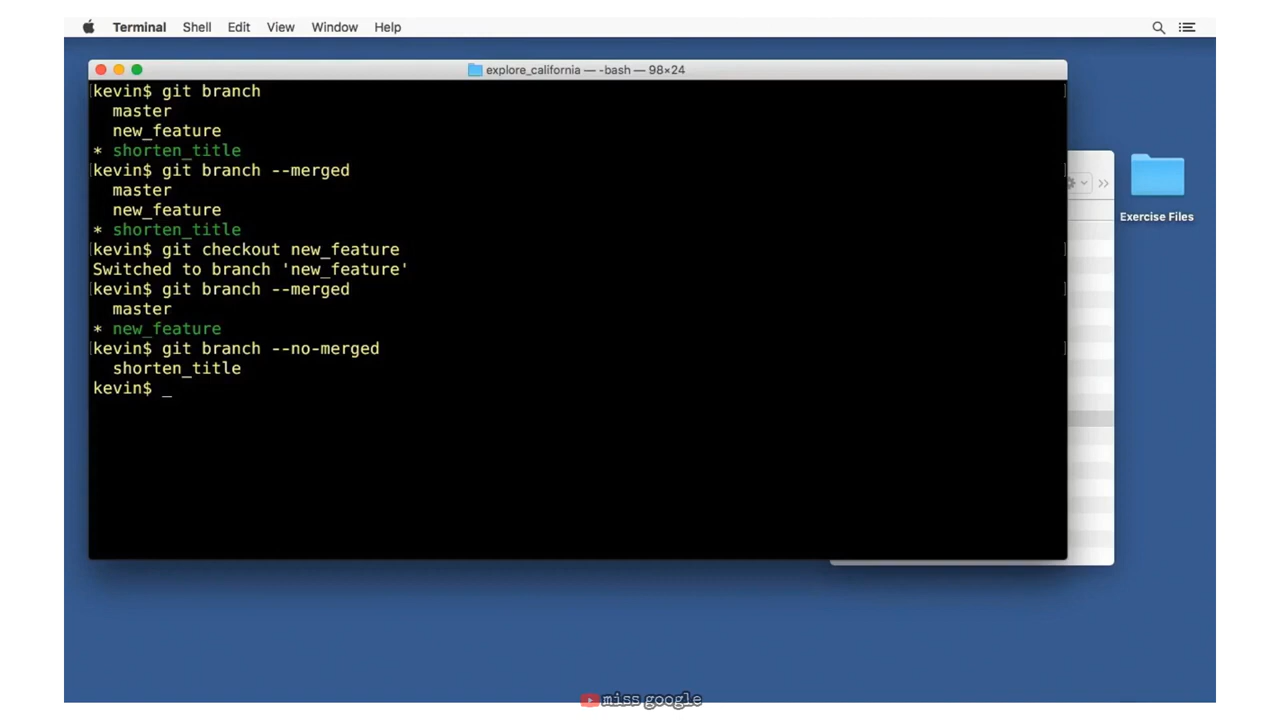 Terminal Shell Edit View Window Help
explore_california — -bash — 98×24
kevin$ git branch
master
new_feature
* shorten_title
kevin$ git branch --merged
master
new_feature
* shorten_title
kevin$ git checkout new_feature
Switched to branch 'new_feature'
kevin$ git branch --merged
master
* new_feature
kevin$ git branch --no-merged
shorten_title
kevin$ _
Exercise Files
miss google